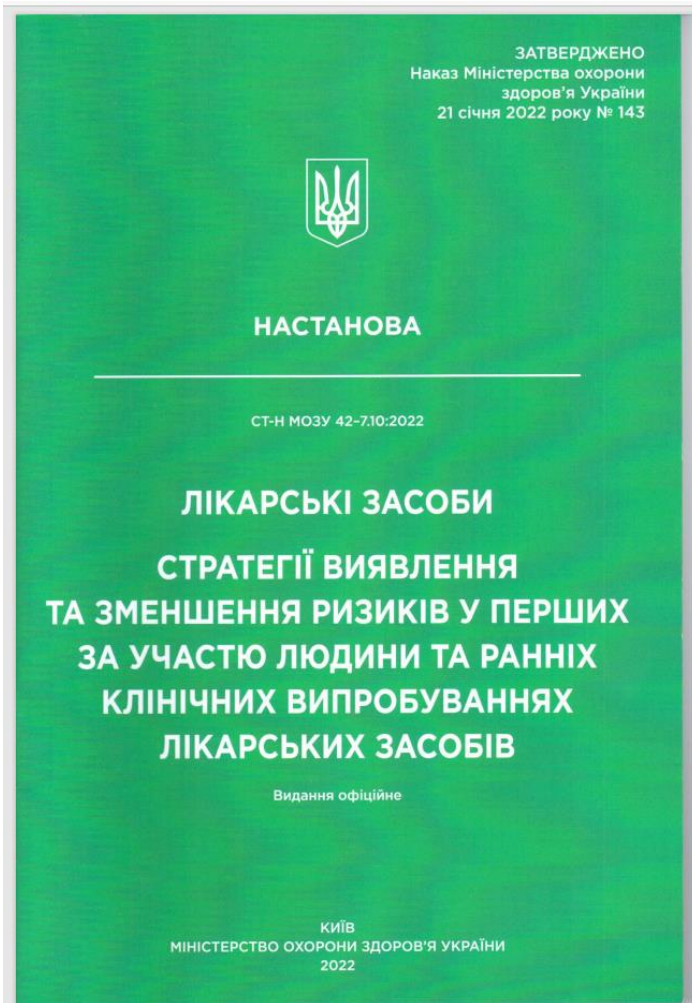 ЗАТВЕРДЖЕНО
Наказ Міністерства охорони
здоров’я України
21 січня 2022 року № 143
НАСТАНОВА
СТ-Н МОЗУ 42–7.10:2022
ЛІКАРСЬКІ ЗАСОБИ
СТРАТЕГІЇ ВИЯВЛЕННЯ
ТА ЗМЕНШЕННЯ РИЗИКІВ У ПЕРШИХ
ЗА УЧАСТЮ ЛЮДИНИ ТА РАННІХ
КЛІНІЧНИХ ВИПРОБУВАННЯХ
ЛІКАРСЬКИХ ЗАСОБІВ
Видання офіційне
КИЇВ
МІНІСТЕРСТВО ОХОРОНИ ЗДОРОВ’Я УКРАЇНИ
2022